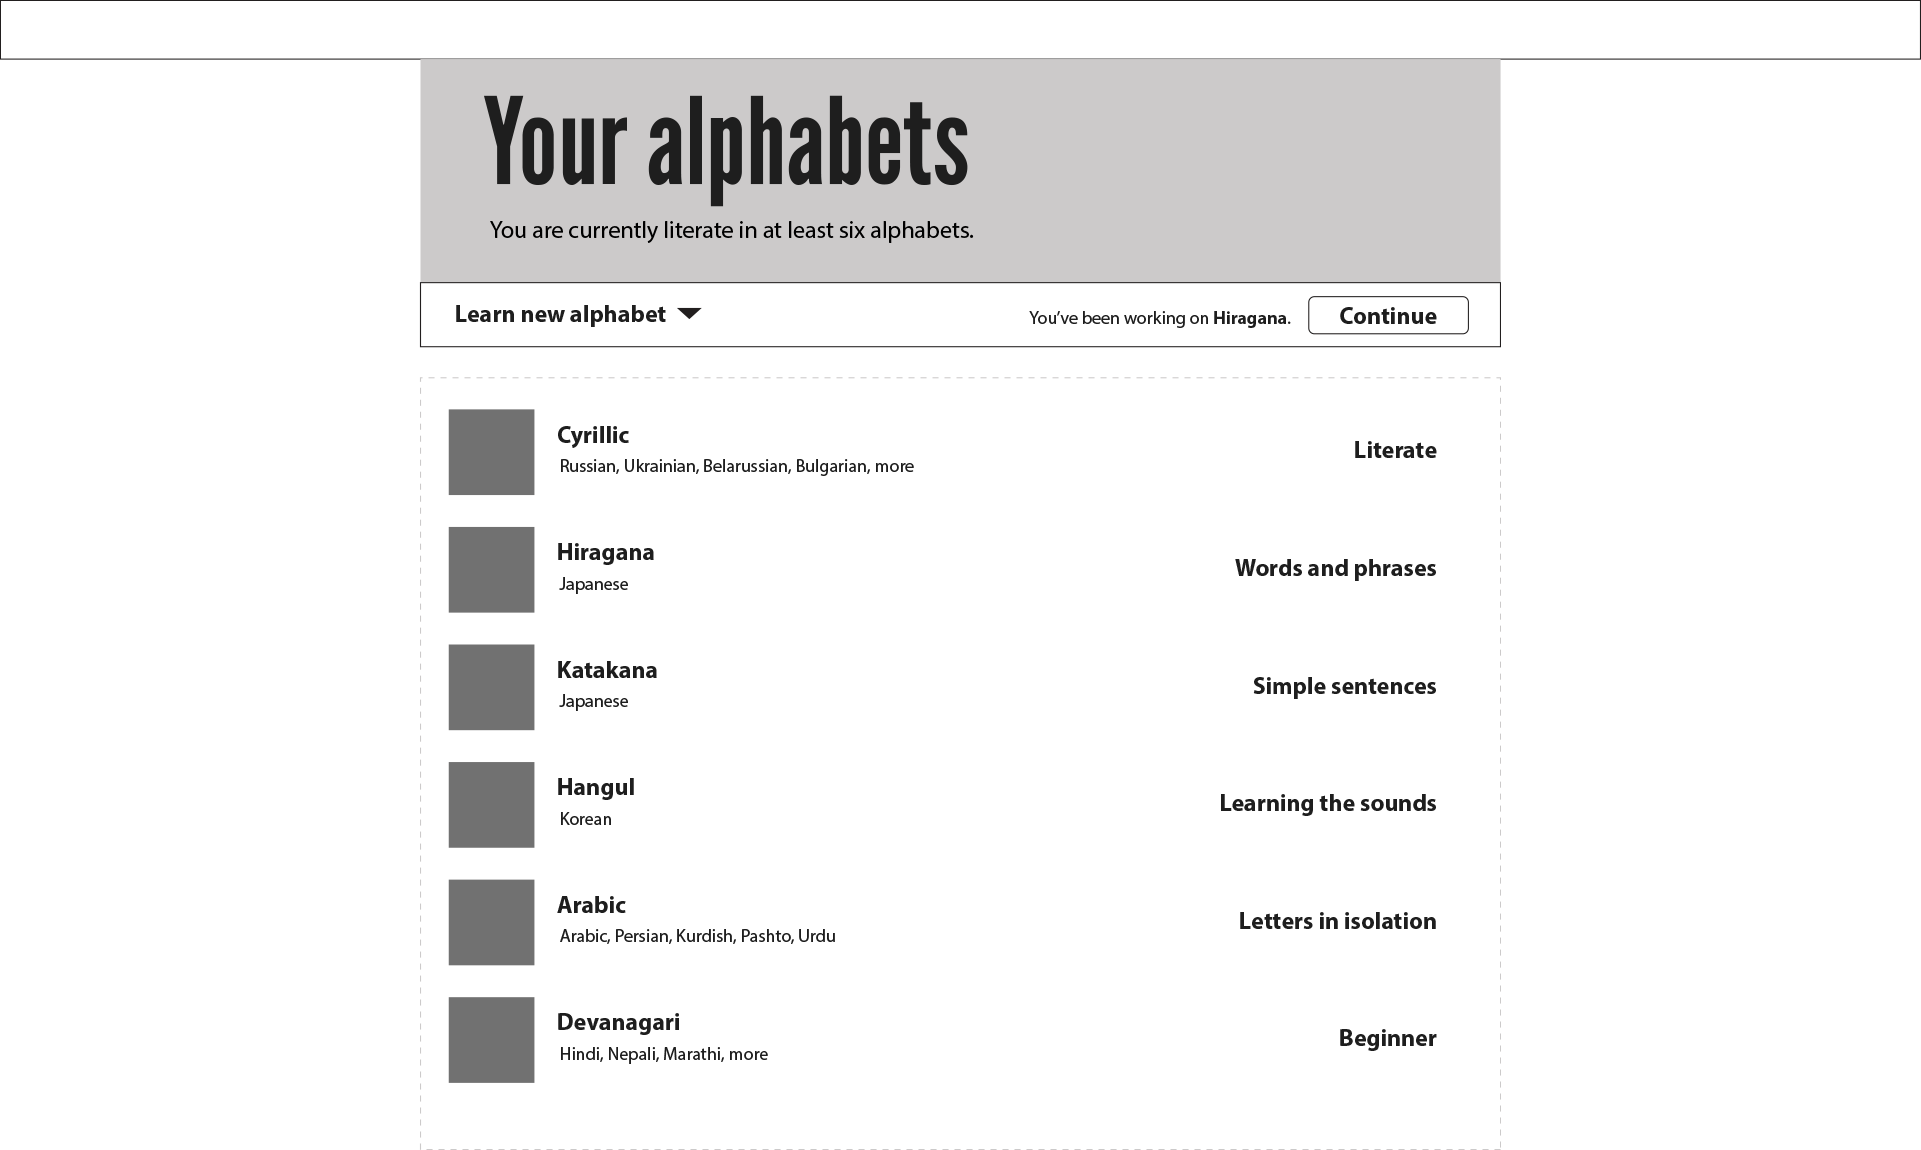 Your alphabets
You are currently literate in at least six alphabets.
Learn new alphabet
You’ve been working on Hiragana.
Continue
Cyrillic
Russian, Ukrainian, Belarussian, Bulgarian, more
Literate
Hiragana
Japanese
Words and phrases
Katakana
Japanese
Simple sentences
Hangul
Korean
Learning the sounds
Arabic
Arabic, Persian, Kurdish, Pashto, Urdu
Letters in isolation
Devanagari
Hindi, Nepali, Marathi, more
Beginner